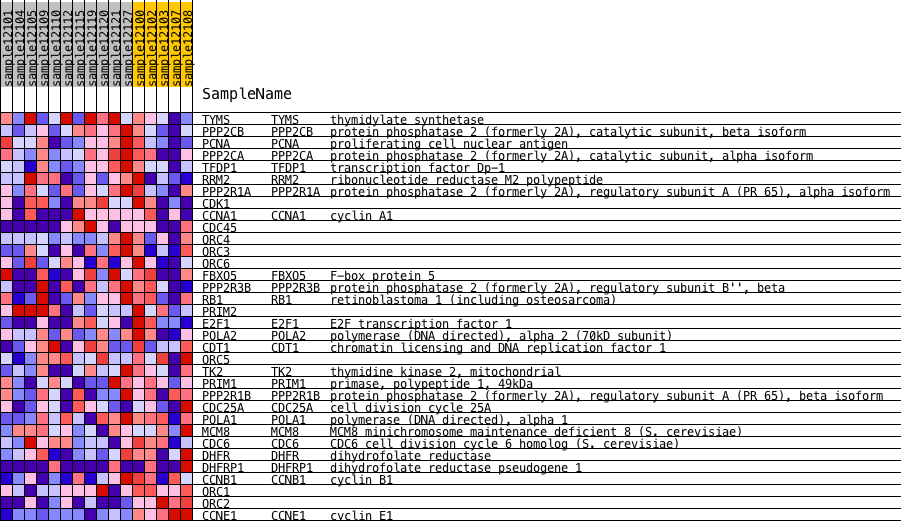 sample12101
sample12104
sample12105
sample12109
sample12110
sample12112
sample12115
sample12119
sample12120
sample12121
sample12127
sample12100
sample12102
sample12103
sample12107
sample12108
SampleName
TYMS TYMS thymidylate synthetase
PPP2CB PPP2CB protein phosphatase 2 (formerly 2A), catalytic subunit, beta isoform
PCNA PCNA proliferating cell nuclear antigen
PPP2CA PPP2CA protein phosphatase 2 (formerly 2A), catalytic subunit, alpha isoform
TFDP1 TFDP1 transcription factor Dp-1
RRM2 RRM2 ribonucleotide reductase M2 polypeptide
PPP2R1A PPP2R1A protein phosphatase 2 (formerly 2A), regulatory subunit A (PR 65), alpha isoform
CDK1
CCNA1 CCNA1 cyclin A1
CDC45
ORC4
ORC3
ORC6
FBXO5 FBXO5 F-box protein 5
PPP2R3B PPP2R3B protein phosphatase 2 (formerly 2A), regulatory subunit B'', beta
RB1 RB1 retinoblastoma 1 (including osteosarcoma)
PRIM2
E2F1 E2F1 E2F transcription factor 1
POLA2 POLA2 polymerase (DNA directed), alpha 2 (70kD subunit)
CDT1 CDT1 chromatin licensing and DNA replication factor 1
ORC5
TK2 TK2 thymidine kinase 2, mitochondrial
PRIM1 PRIM1 primase, polypeptide 1, 49kDa
PPP2R1B PPP2R1B protein phosphatase 2 (formerly 2A), regulatory subunit A (PR 65), beta isoform
CDC25A CDC25A cell division cycle 25A
POLA1 POLA1 polymerase (DNA directed), alpha 1
MCM8 MCM8 MCM8 minichromosome maintenance deficient 8 (S. cerevisiae)
CDC6 CDC6 CDC6 cell division cycle 6 homolog (S. cerevisiae)
DHFR DHFR dihydrofolate reductase
DHFRP1 DHFRP1 dihydrofolate reductase pseudogene 1
CCNB1 CCNB1 cyclin B1
ORC1
ORC2
CCNE1 CCNE1 cyclin E1